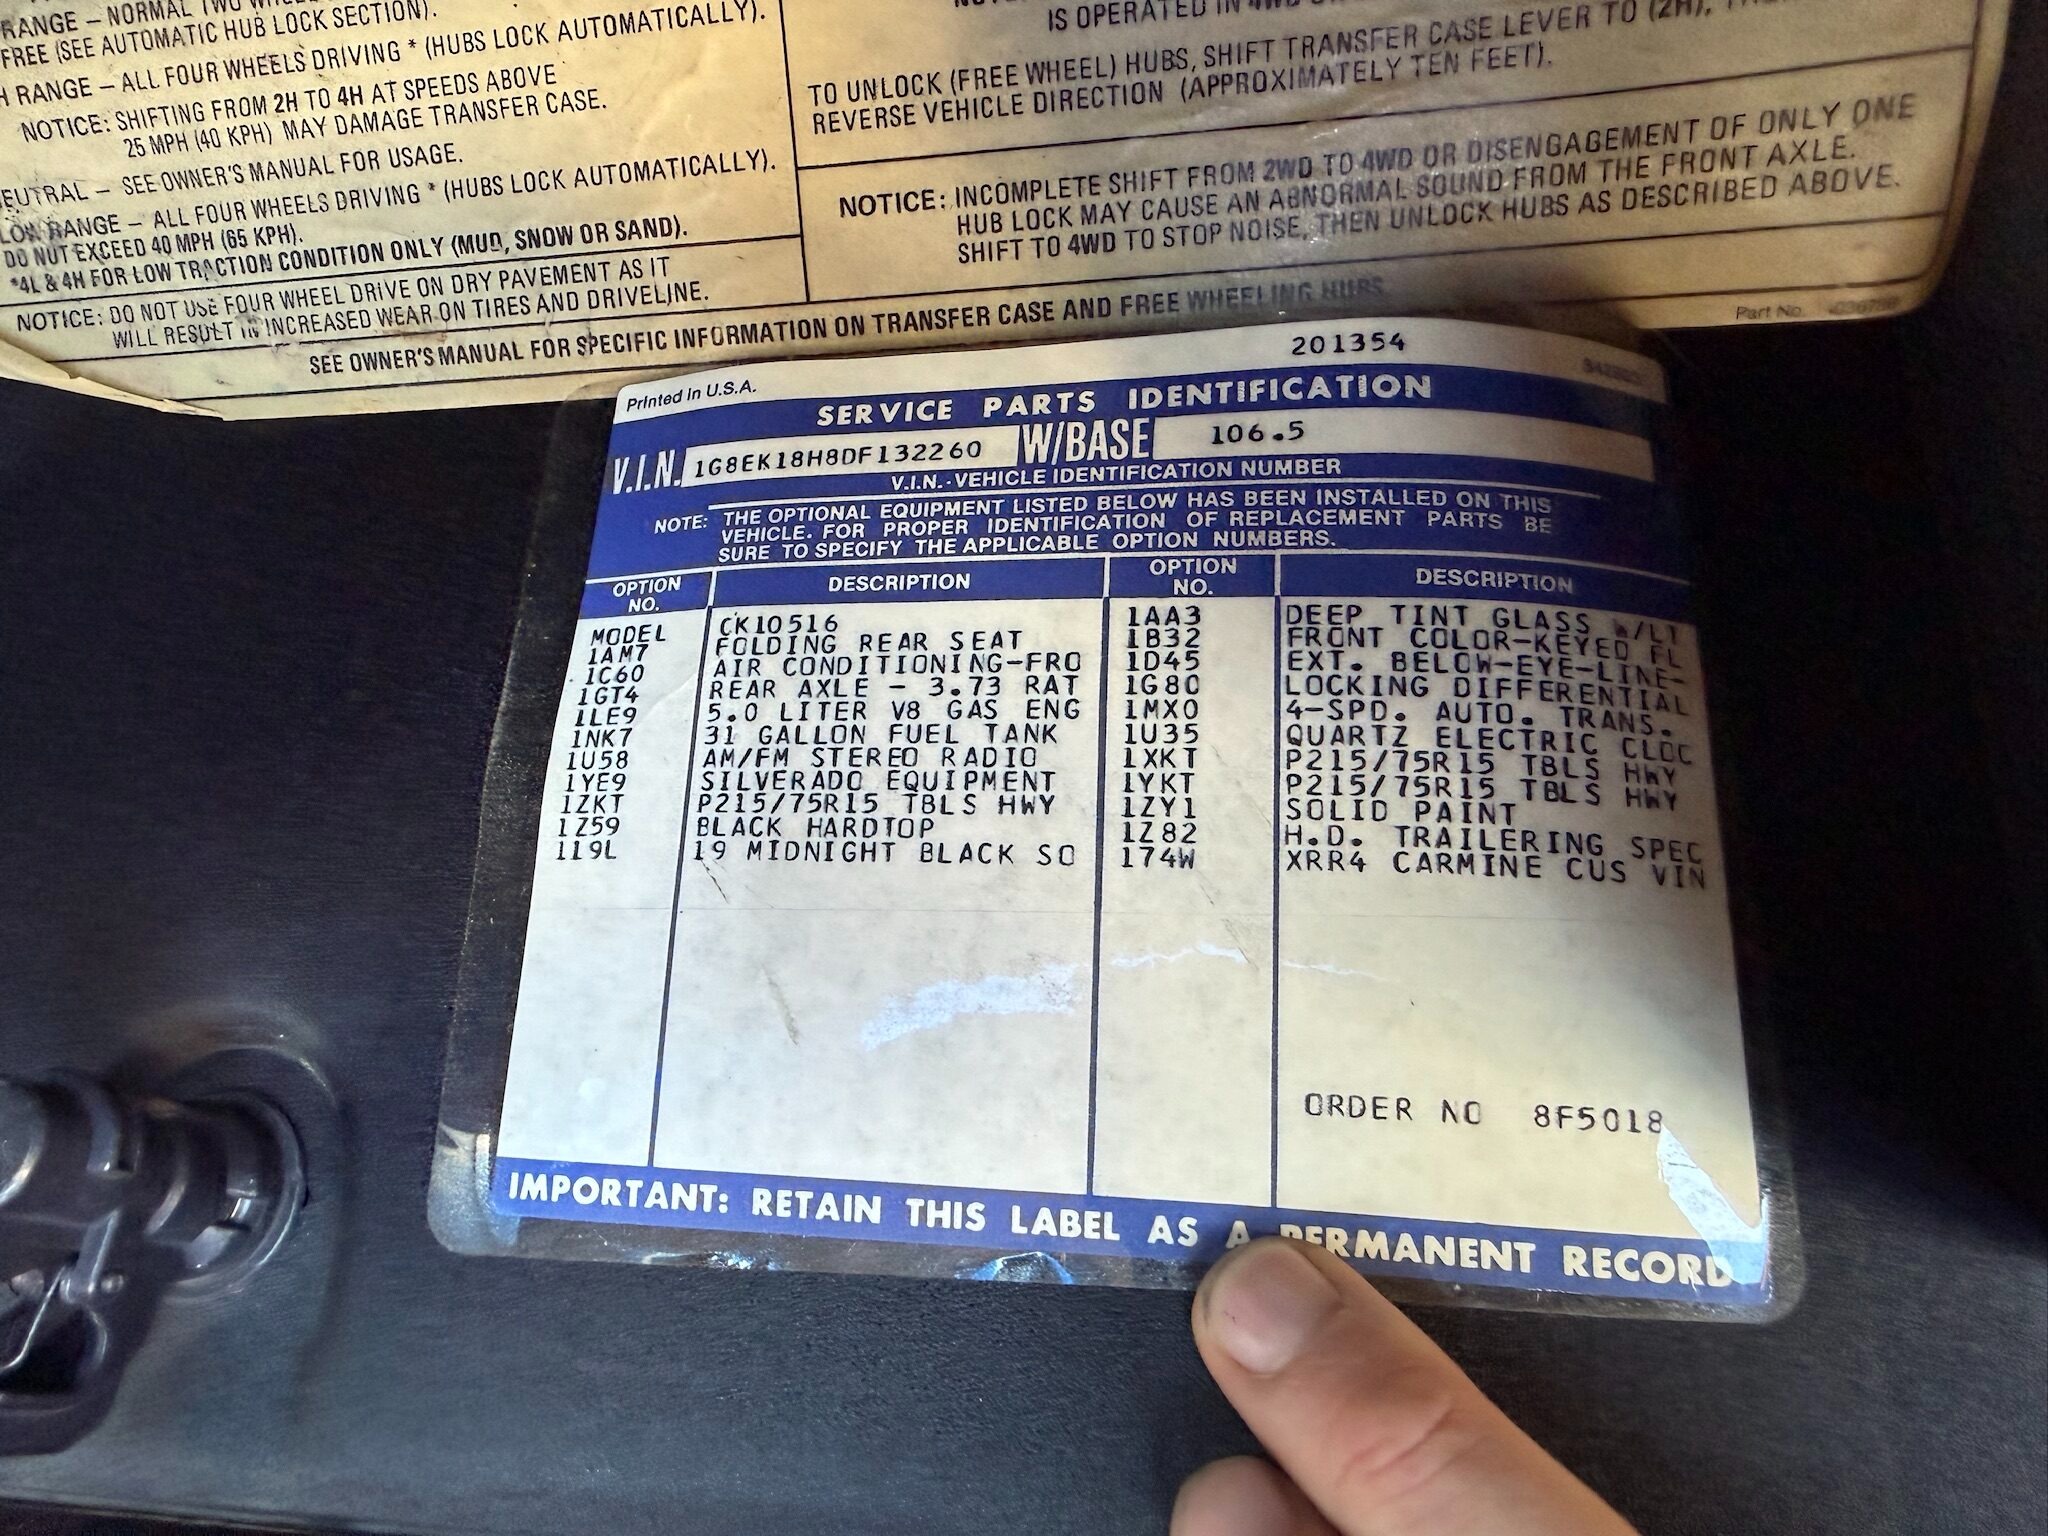 RANGE – NORMAL TWO
FREE (SEE AUTOMATIC HUB LOCK SECTION).
H RANGE – ALL FOUR WHEELS DRIVING * (HUBS LOCK AUTOMATICALLY).
NOTICE: SHIFTING FROM 2H TO 4H AT SPEEDS ABOVE
25 MPH (40 KPH) MAY DAMAGE TRANSFER CASE.
EUTRAL – SEE OWNER'S MANUAL FOR USAGE.
LOW RANGE – ALL FOUR WHEELS DRIVING * (HUBS LOCK AUTOMATICALLY).
DO NOT EXCEED 40 MPH (65 KPH).
*4L & 4H FOR LOW TRACTION CONDITION ONLY (MUD, SNOW OR SAND).
NOTICE: DO NOT USE FOUR WHEEL DRIVE ON DRY PAVEMENT AS IT
WILL RESULT IN INCREASED WEAR ON TIRES AND DRIVELINE.
IS OPERATED IN 4WD
TO UNLOCK (FREE WHEEL) HUBS, SHIFT TRANSFER CASE LEVER TO (2H),
REVERSE VEHICLE DIRECTION (APPROXIMATELY TEN FEET).
NOTICE: INCOMPLETE SHIFT FROM 2WD TO 4WD OR DISENGAGEMENT OF ONLY ONE
HUB LOCK MAY CAUSE AN ABNORMAL SOUND FROM THE FRONT AXLE.
SHIFT TO 4WD TO STOP NOISE, THEN UNLOCK HUBS AS DESCRIBED ABOVE.
SEE OWNER'S MANUAL FOR SPECIFIC INFORMATION ON TRANSFER CASE AND FREE WHEELING HUBS
Part No.
201354
Printed in U.S.A.
SERVICE PARTS IDENTIFICATION
V.I.N. 1G8EK18H8DF132260 W/BASE 106.5
V.I.N. - VEHICLE IDENTIFICATION NUMBER
NOTE: THE OPTIONAL EQUIPMENT LISTED BELOW HAS BEEN INSTALLED ON THIS
VEHICLE. FOR PROPER IDENTIFICATION OF REPLACEMENT PARTS BE
SURE TO SPECIFY THE APPLICABLE OPTION NUMBERS.
OPTION NO. DESCRIPTION
MODEL CK10516
1AM7 FOLDING REAR SEAT
1C60 AIR CONDITIONING-FRO
1GT4 REAR AXLE - 3.73 RAT
1LE9 5.0 LITER V8 GAS ENG
1NK7 31 GALLON FUEL TANK
1U58 AM/FM STEREO RADIO
1YE9 SILVERADO EQUIPMENT
1ZKT P215/75R15 TBLS HWY
1Z59 BLACK HARDTOP
119L 19 MIDNIGHT BLACK SO
OPTION NO. DESCRIPTION
1AA3 DEEP TINT GLASS W/LT
1B32 FRONT COLOR-KEYED FL
1D45 EXT. BELOW-EYE-LINE-
1G80 LOCKING DIFFERENTIAL
1MX0 4-SPD. AUTO. TRANS.
1U35 QUARTZ ELECTRIC CLOC
1XKT P215/75R15 TBLS HWY
1YKT P215/75R15 TBLS HWY
1ZY1 SOLID PAINT
1Z82 H.D. TRAILERING SPEC
174W XRR4 CARMINE CUS VIN
ORDER NO 8F5018
IMPORTANT: RETAIN THIS LABEL AS A PERMANENT RECORD